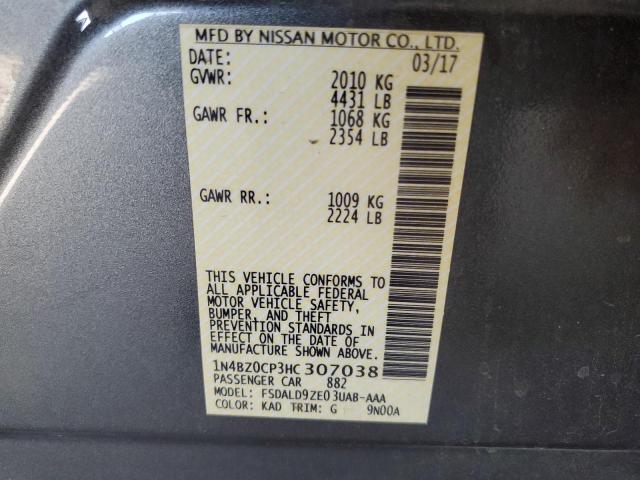 MFD BY NISSAN MOTOR CO., LTD.
DATE: 03/17
GVWR: 2010 KG
4431 LB
GAWR FR.: 1068 KG
2354 LB
GAWR RR.: 1009 KG
2224 LB
THIS VEHICLE CONFORMS TO
ALL APPLICABLE FEDERAL
MOTOR VEHICLE SAFETY,
BUMPER, AND THEFT
PREVENTION STANDARDS IN
EFFECT ON THE DATE OF
MANUFACTURE SHOWN ABOVE.
1N4BZ0CP3HC307038
PASSENGER CAR 882
MODEL: FSDALD9ZE0 3UAB-AAA
COLOR: KAD TRIM: G 9N00A